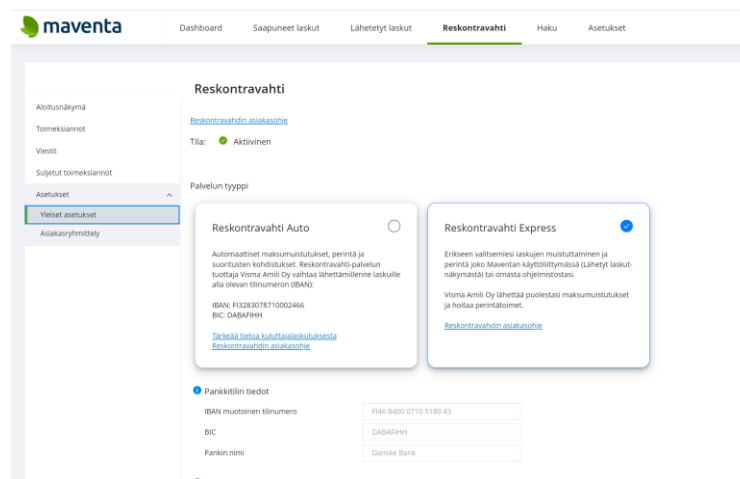 maventa
Dashboard
Saapuneet laskut
Lähetetyt laskut
Reskontravahti
Haku
Asetukset
Aloitusnäkymä
Toimeksiannot
Viestit
Suljetut toimeksiannot
Asetukset
Yleiset asetukset
Asiakasryhmittely
Reskontravahti
Reskontravahdin asiakasohje
Tila: Aktiivinen
Palvelun tyyppi
Reskontravahti Auto
Automaattiset maksumuistutukset, perintä ja
suoritusten kohdistukset. Reskontravahti-palvelun
tuottaja Visma Amili Oy vaihtaa lähettämillenne laskuille
alla olevan tilinumeron (IBAN):
IBAN: FI3283078710002466
BIC: DABAFIHH
Tärkeää tietoa kuluttajalaskutuksesta
Reskontravahdin asiakasohje
Reskontravahti Express
Erikseen valitsemiesi laskujen muistuttaminen ja
perintä joko Maventan käyttöliittymässä (Lähetyt laskut-
näkymästä) tai omasta ohjelmistostasi.
Visma Amili Oy lähettää puolestasi maksumuistutukset
ja hoitaa perintätoimet.
Reskontravahdin asiakasohje
Pankkitilin tiedot
IBAN muotoinen tilinumero
FI46 8400 0710 5180 43
BIC
DABAFIHH
Pankin nimi
Danske Bank